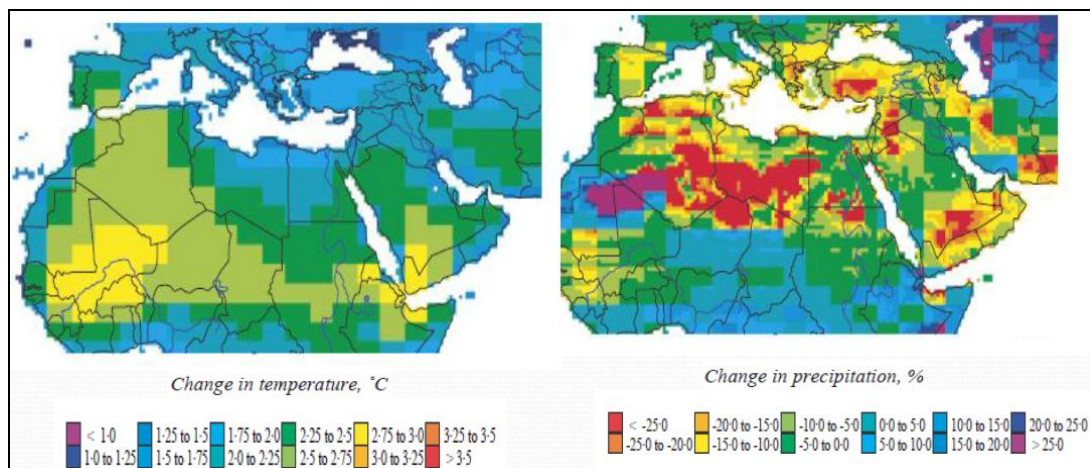 Change in temperature, ˚C
< 1·0 1·25 to 1·5 1·75 to 2·0 2·25 to 2·5 2·75 to 3·0 3·25 to 3·5
1·0 to 1·25 1·5 to 1·75 2·0 to 2·25 2·5 to 2·75 3·0 to 3·25 > 3·5
Change in precipitation, %
< -25·0 -20·0 to -15·0 -10·0 to -5·0 0·0 to 5·0 10·0 to 15·0 20·0 to 25·0
-25·0 to -20·0 -15·0 to -10·0 -5·0 to 0·0 5·0 to 10·0 15·0 to 20·0 > 25·0